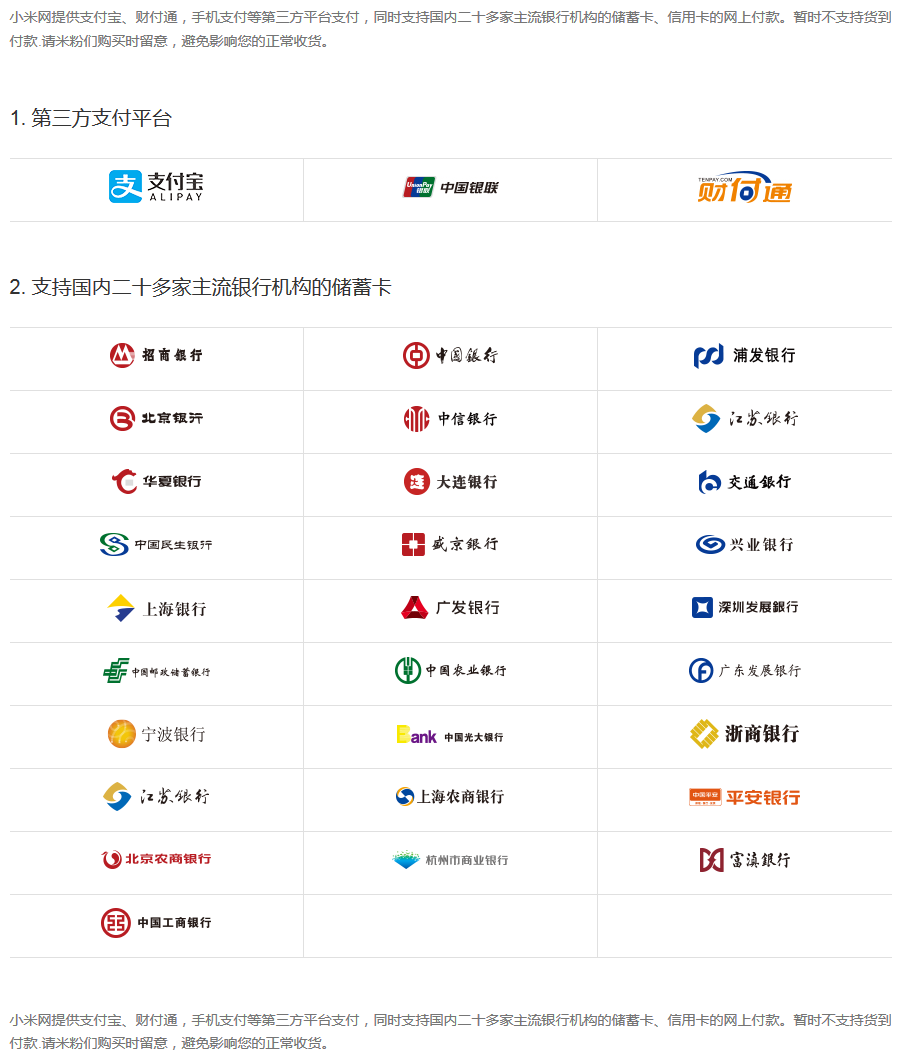 小米网提供支付宝、财付通，手机支付等第三方平台支付，同时支持国内二十多家主流银行机构的储蓄卡、信用卡的网上付款。暂时不支持货到
付款.请米粉们购买时留意，避免影响您的正常收货。
1. 第三方支付平台
支 支付宝 ALIPAY
UnionPay 银联 中国银联
TENPAY.COM 财付通
2. 支持国内二十多家主流银行机构的储蓄卡
招商银行
中国银行
浦发银行
北京银行
中信银行
江苏银行
华夏银行
连 大连银行
交通銀行
中国民生银行
盛京銀行
兴业银行
上海银行
广发银行
深圳发展銀行
中国邮政储蓄银行
中国农业银行
广东发展银行
宁波银行
Bank 中国光大银行
浙商银行
江苏银行
上海农商银行
中国平安 平安银行
北京农商银行
杭州市商业银行
富滇銀行
中国工商银行
小米网提供支付宝、财付通，手机支付等第三方平台支付，同时支持国内二十多家主流银行机构的储蓄卡、信用卡的网上付款。暂时不支持货到
付款.请米粉们购买时留意，避免影响您的正常收货。